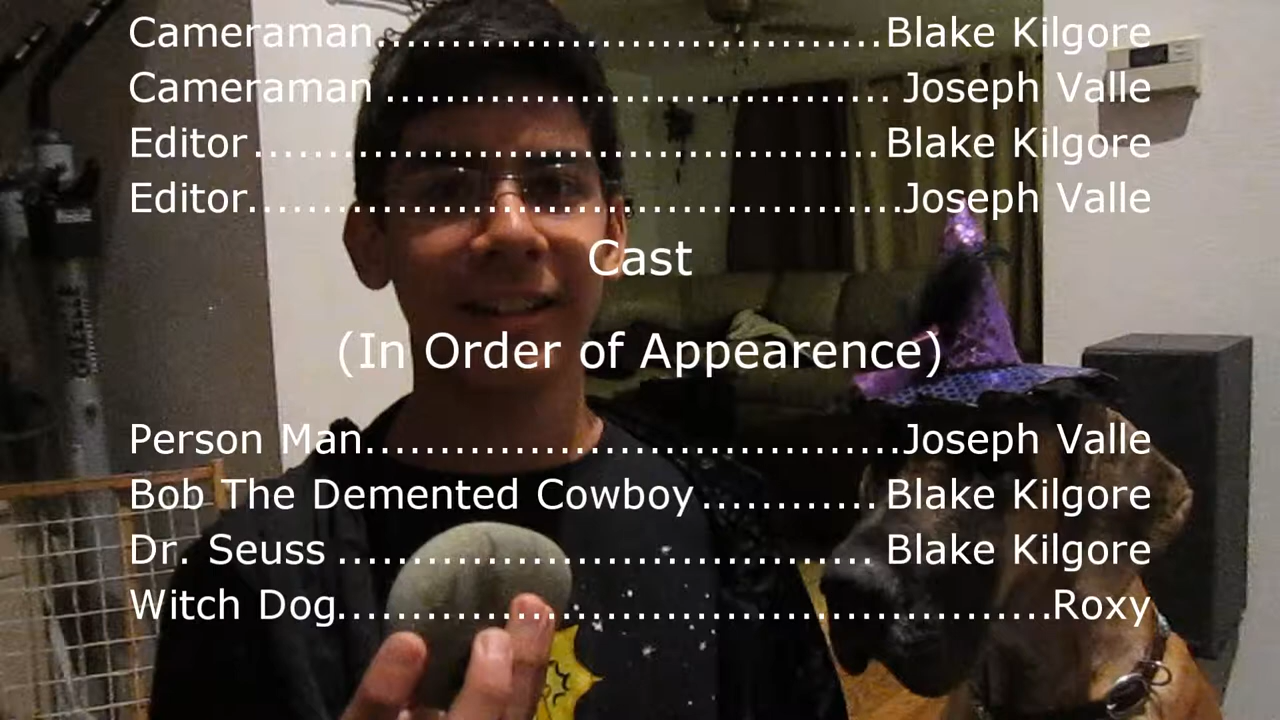 Cameraman..................................Blake Kilgore
Cameraman .................................. Joseph Valle
Editor..........................................Blake Kilgore
Editor............................................Joseph Valle
Cast
(In Order of Appearence)
Person Man....................................Joseph Valle
Bob The Demented Cowboy............Blake Kilgore
Dr. Seuss .................................... Blake Kilgore
Witch Dog................................................Roxy
GAZELLE